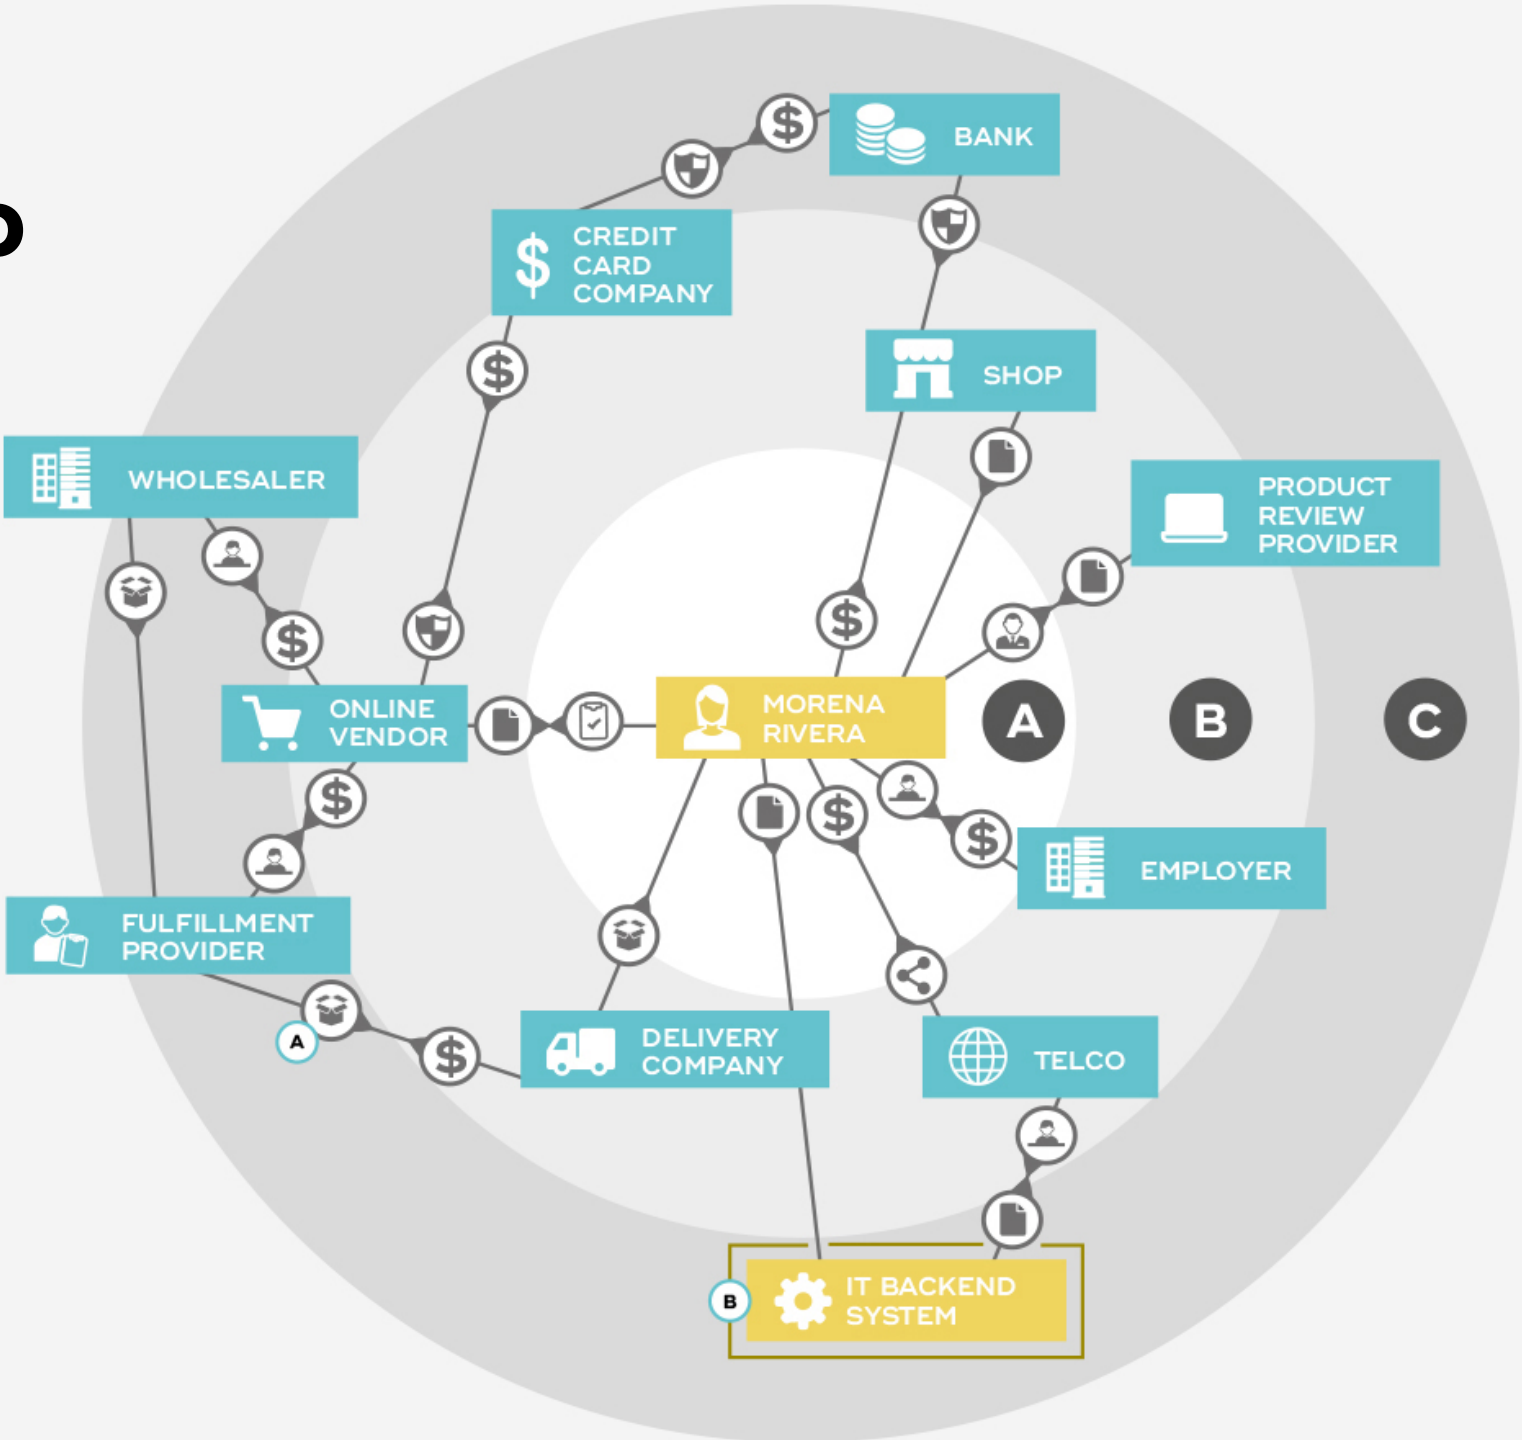 BANK
CREDIT
CARD
COMPANY
SHOP
WHOLESALER
PRODUCT
REVIEW
PROVIDER
ONLINE
VENDOR
MORENA
RIVERA
A
B
C
EMPLOYER
FULFILLMENT
PROVIDER
A
DELIVERY
COMPANY
TELCO
B
IT BACKEND
SYSTEM